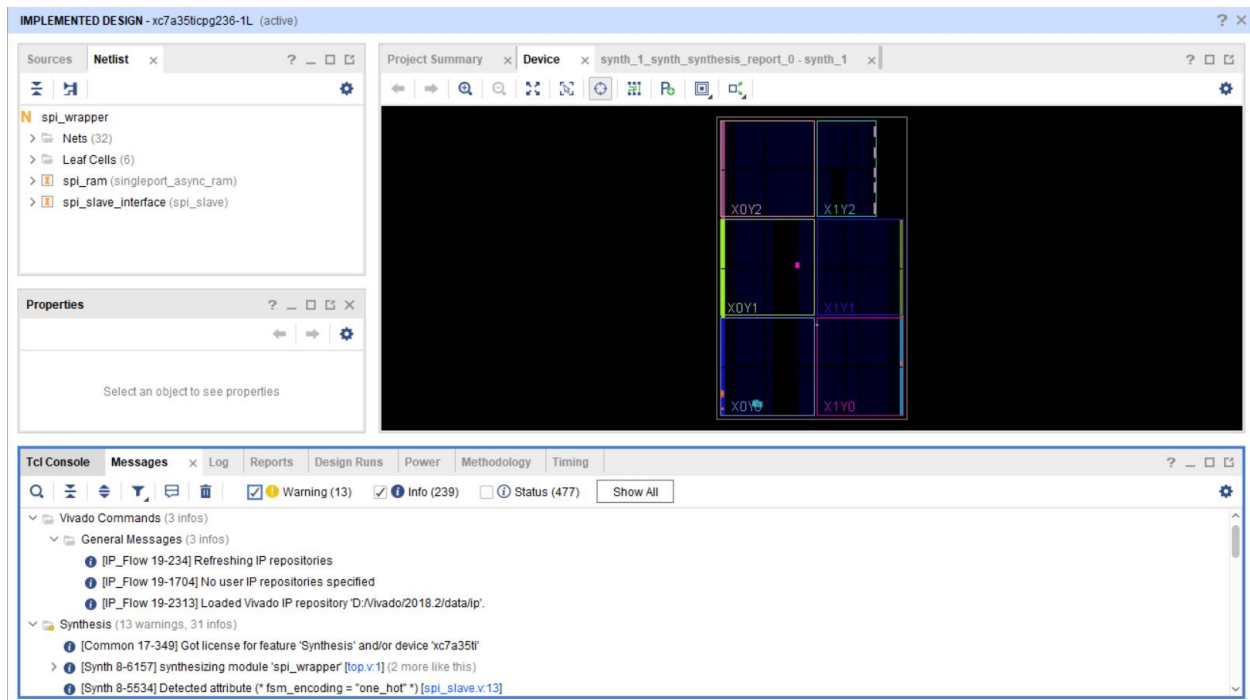 IMPLEMENTED DESIGN - xc7a35ticpg236-1L (active)
Sources Netlist
spi_wrapper
Nets (32)
Leaf Cells (6)
spi_ram (singleport_async_ram)
spi_slave_interface (spi_slave)
Properties
Select an object to see properties
Project Summary Device synth_1_synth_synthesis_report_0 - synth_1
X0Y2 X1Y2
X0Y1 X1Y1
X0Y0 X1Y0
Tcl Console Messages Log Reports Design Runs Power Methodology Timing
Warning (13) Info (239) Status (477) Show All
Vivado Commands (3 infos)
General Messages (3 infos)
[IP_Flow 19-234] Refreshing IP repositories
[IP_Flow 19-1704] No user IP repositories specified
[IP_Flow 19-2313] Loaded Vivado IP repository 'D:/Vivado/2018.2/data/ip'.
Synthesis (13 warnings, 31 infos)
[Common 17-349] Got license for feature 'Synthesis' and/or device 'xc7a35ti'
[Synth 8-6157] synthesizing module 'spi_wrapper' [top.v:1] (2 more like this)
[Synth 8-5534] Detected attribute (* fsm_encoding = "one_hot" *) [spi_slave.v:13]